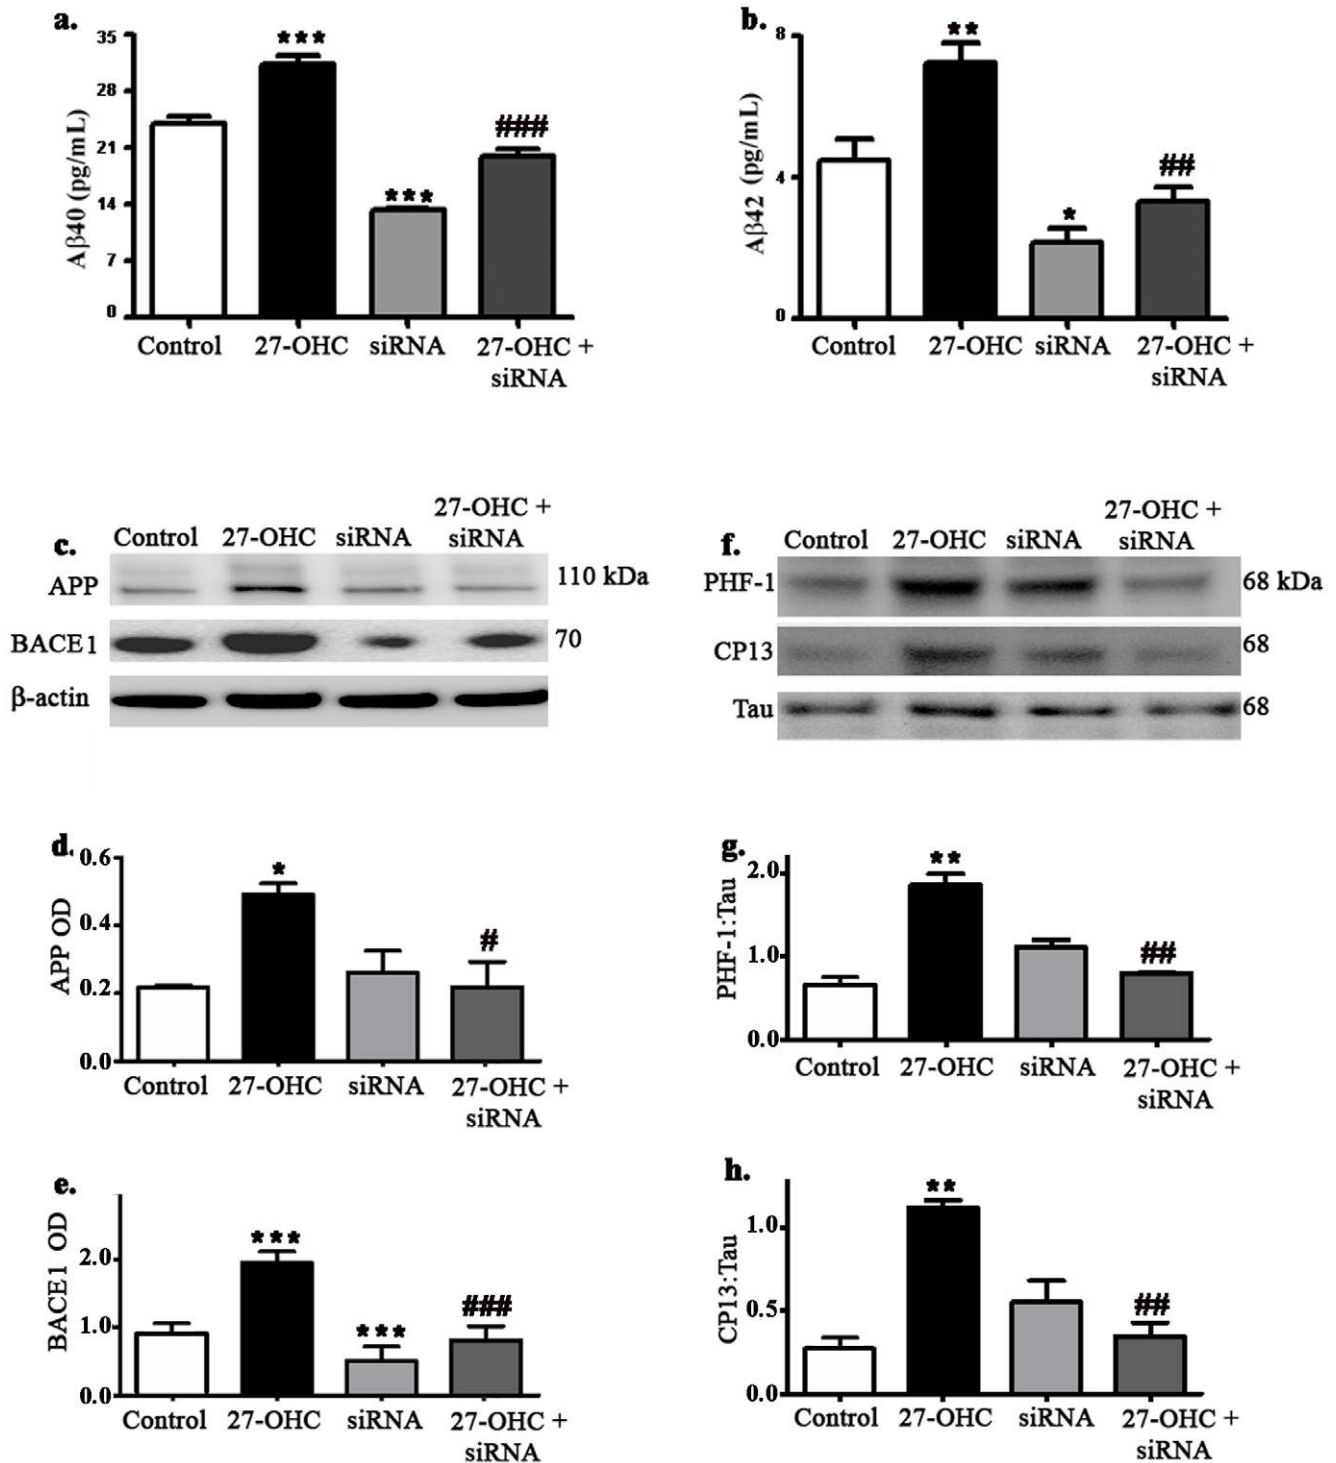 a.
35
28
21
14
7
0
Aβ40 (pg/mL)
***
***
###
Control
27-OHC
siRNA
27-OHC +
siRNA
b.
8
4
0
Aβ42 (pg/mL)
**
*
##
Control
27-OHC
siRNA
27-OHC +
siRNA
c.
Control
27-OHC
siRNA
27-OHC +
siRNA
APP
110 kDa
BACE1
70
β-actin
f.
Control
27-OHC
siRNA
27-OHC +
siRNA
PHF-1
68 kDa
CP13
68
Tau
68
d.
0.6
0.4
0.2
0.0
APP OD
*
#
Control
27-OHC
siRNA
27-OHC +
siRNA
g.
2.0
1.0
0.0
PHF-1:Tau
**
##
Control
27-OHC
siRNA
27-OHC +
siRNA
e.
2.0
1.0
0.0
BACE1 OD
***
***
###
Control
27-OHC
siRNA
27-OHC +
siRNA
h.
1.0
0.5
0.0
CP13:Tau
**
##
Control
27-OHC
siRNA
27-OHC +
siRNA